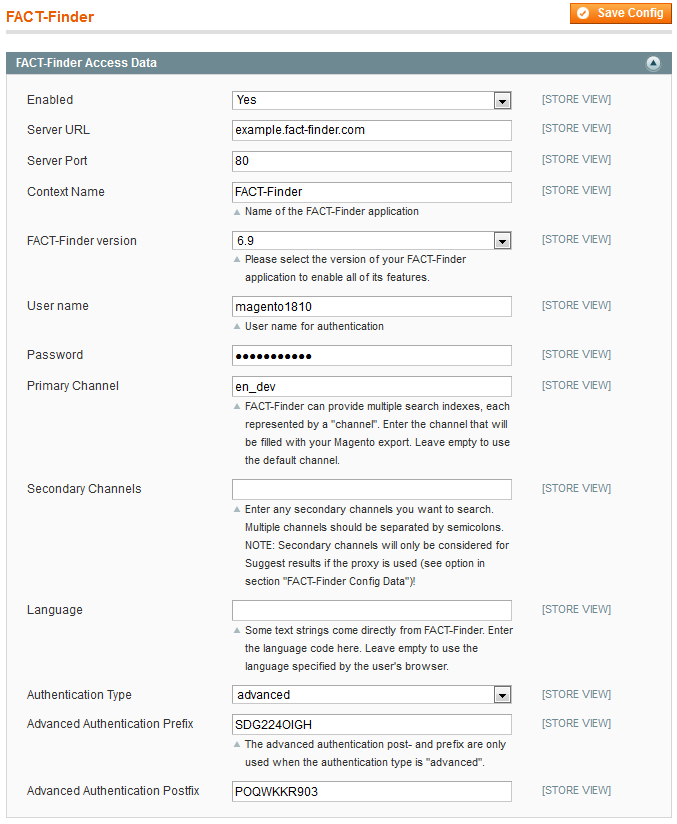 FACT-Finder
Save Config
FACT-Finder Access Data
Enabled
Yes
[STORE VIEW]
Server URL
example.fact-finder.com
[STORE VIEW]
Server Port
80
[STORE VIEW]
Context Name
FACT-Finder
[STORE VIEW]
Name of the FACT-Finder application
FACT-Finder version
6.9
[STORE VIEW]
Please select the version of your FACT-Finder
application to enable all of its features.
User name
magento1810
[STORE VIEW]
User name for authentication
Password
•••••••••••
[STORE VIEW]
Primary Channel
en_dev
[STORE VIEW]
FACT-Finder can provide multiple search indexes, each
represented by a "channel". Enter the channel that will
be filled with your Magento export. Leave empty to use
the default channel.
Secondary Channels
[STORE VIEW]
Enter any secondary channels you want to search.
Multiple channels should be separated by semicolons.
NOTE: Secondary channels will only be considered for
Suggest results if the proxy is used (see option in
section "FACT-Finder Config Data")!
Language
[STORE VIEW]
Some text strings come directly from FACT-Finder. Enter
the language code here. Leave empty to use the
language specified by the user's browser.
Authentication Type
advanced
[STORE VIEW]
Advanced Authentication Prefix
SDG224OIGH
[STORE VIEW]
The advanced authentication post- and prefix are only
used when the authentication type is "advanced".
Advanced Authentication Postfix
POQWKKR903
[STORE VIEW]